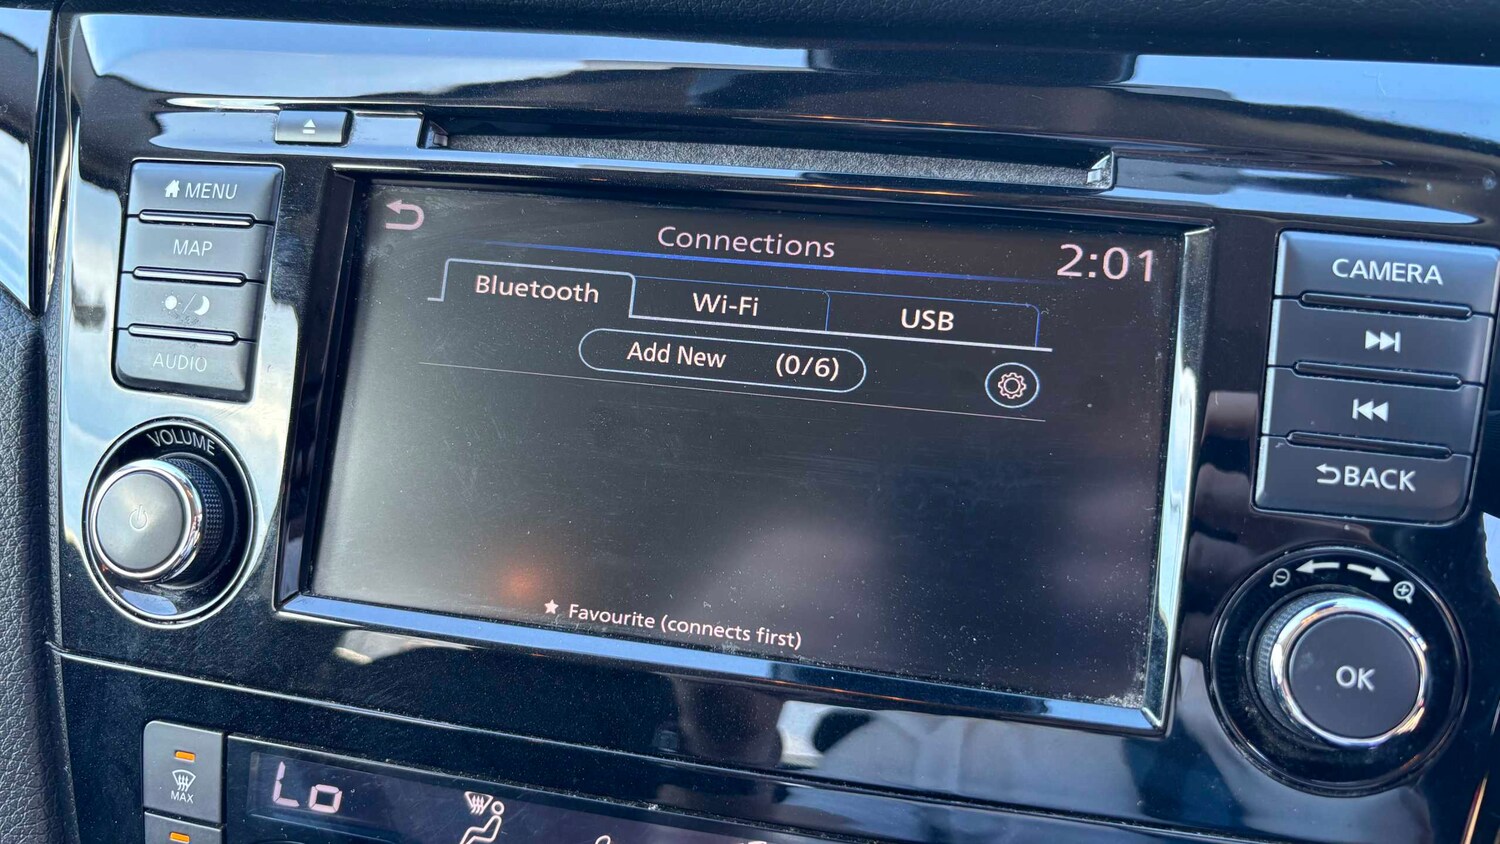 MENU
MAP
AUDIO
VOLUME
Connections
2:01
Bluetooth
Wi-Fi
USB
Add New (0/6)
Favourite (connects first)
CAMERA
BACK
OK
MAX
Lo